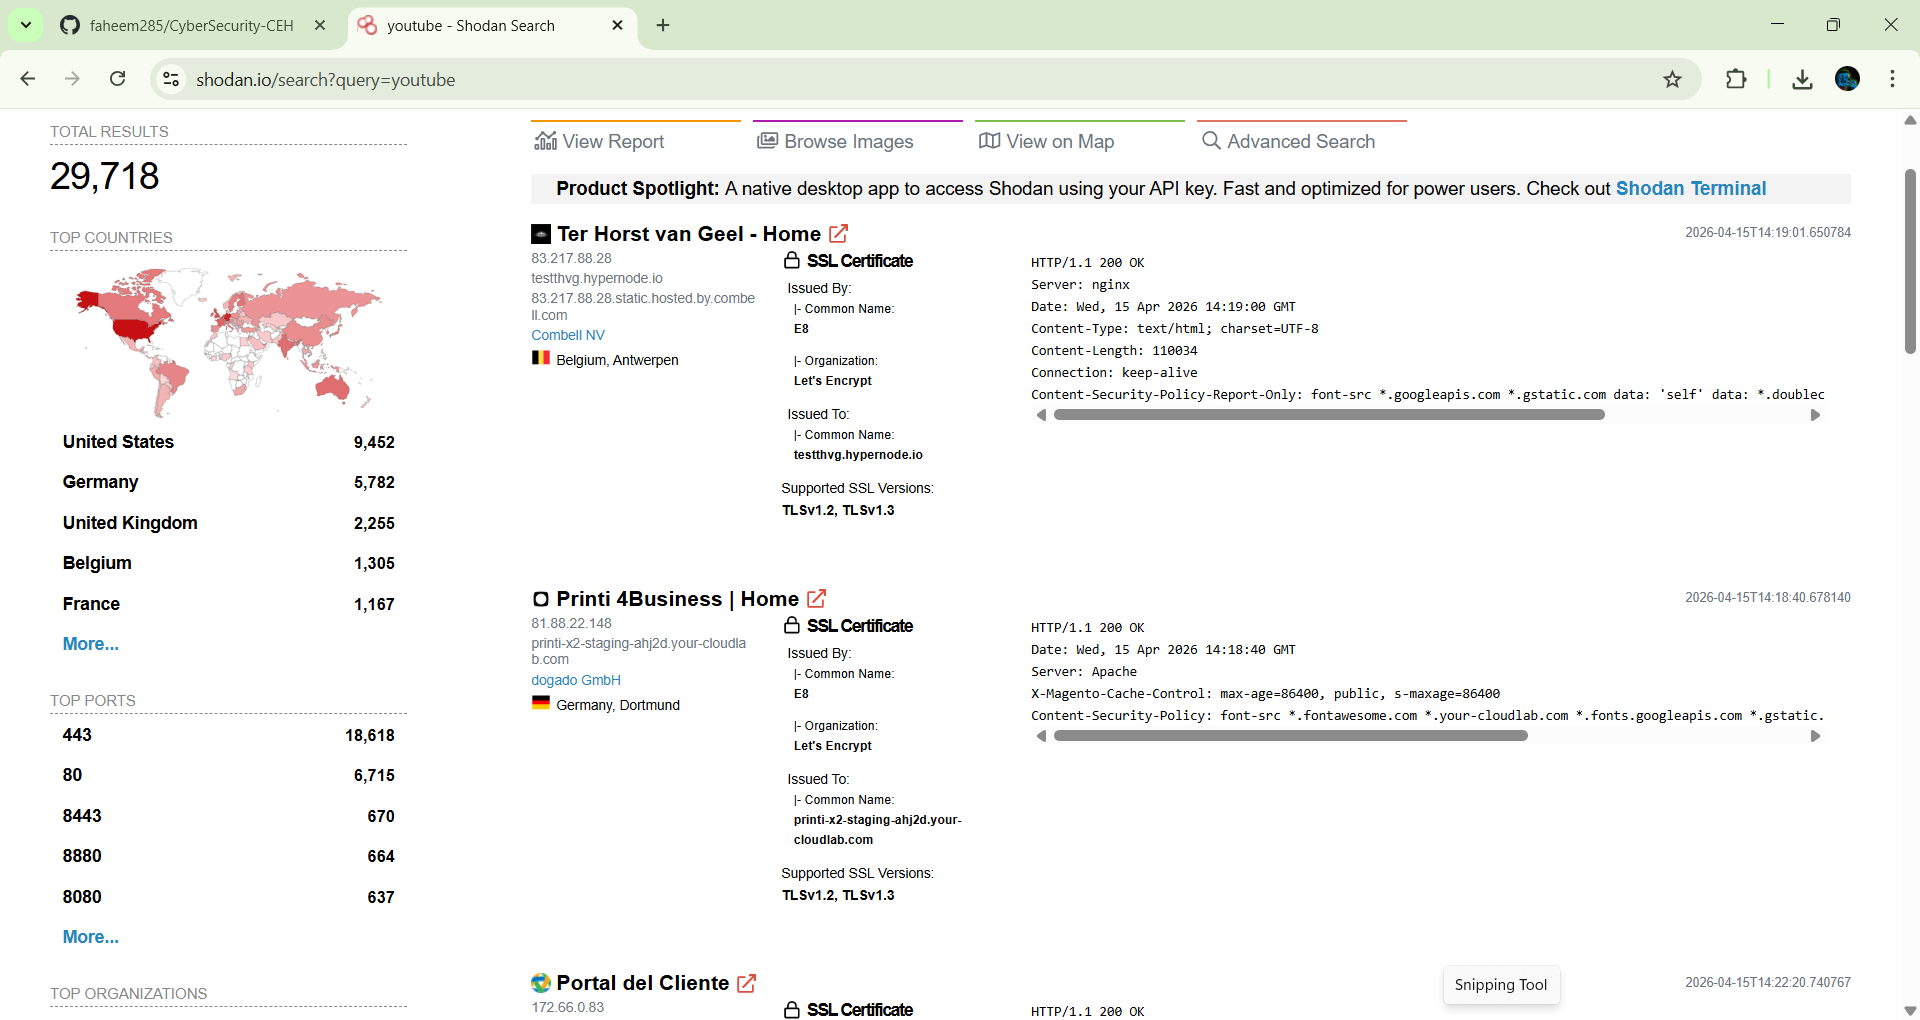 faheem285/CyberSecurity-CEH
youtube - Shodan Search
shodan.io/search?query=youtube
TOTAL RESULTS
29,718
TOP COUNTRIES
United States 9,452
Germany 5,782
United Kingdom 2,255
Belgium 1,305
France 1,167
More...
TOP PORTS
443 18,618
80 6,715
8443 670
8880 664
8080 637
More...
TOP ORGANIZATIONS
View Report
Browse Images
View on Map
Advanced Search
Product Spotlight: A native desktop app to access Shodan using your API key. Fast and optimized for power users. Check out Shodan Terminal
Ter Horst van Geel - Home
2026-04-15T14:19:01.650784
83.217.88.28
testthvg.hypernode.io
83.217.88.28.static.hosted.by.combe
ll.com
Combell NV
Belgium, Antwerpen
SSL Certificate
Issued By:
|- Common Name:
E8
|- Organization:
Let's Encrypt
Issued To:
|- Common Name:
testthvg.hypernode.io
Supported SSL Versions:
TLSv1.2, TLSv1.3
HTTP/1.1 200 OK
Server: nginx
Date: Wed, 15 Apr 2026 14:19:00 GMT
Content-Type: text/html; charset=UTF-8
Content-Length: 110034
Connection: keep-alive
Content-Security-Policy-Report-Only: font-src *.googleapis.com *.gstatic.com data: 'self' data: *.doublec
Printi 4Business | Home
2026-04-15T14:18:40.678140
81.88.22.148
printi-x2-staging-ahj2d.your-cloudla
b.com
dogado GmbH
Germany, Dortmund
SSL Certificate
Issued By:
|- Common Name:
E8
|- Organization:
Let's Encrypt
Issued To:
|- Common Name:
printi-x2-staging-ahj2d.your-
cloudlab.com
Supported SSL Versions:
TLSv1.2, TLSv1.3
HTTP/1.1 200 OK
Date: Wed, 15 Apr 2026 14:18:40 GMT
Server: Apache
X-Magento-Cache-Control: max-age=86400, public, s-maxage=86400
Content-Security-Policy: font-src *.fontawesome.com *.your-cloudlab.com *.fonts.googleapis.com *.gstatic.
Portal del Cliente
2026-04-15T14:22:20.740767
172.66.0.83
SSL Certificate
HTTP/1.1 200 OK
Snipping Tool